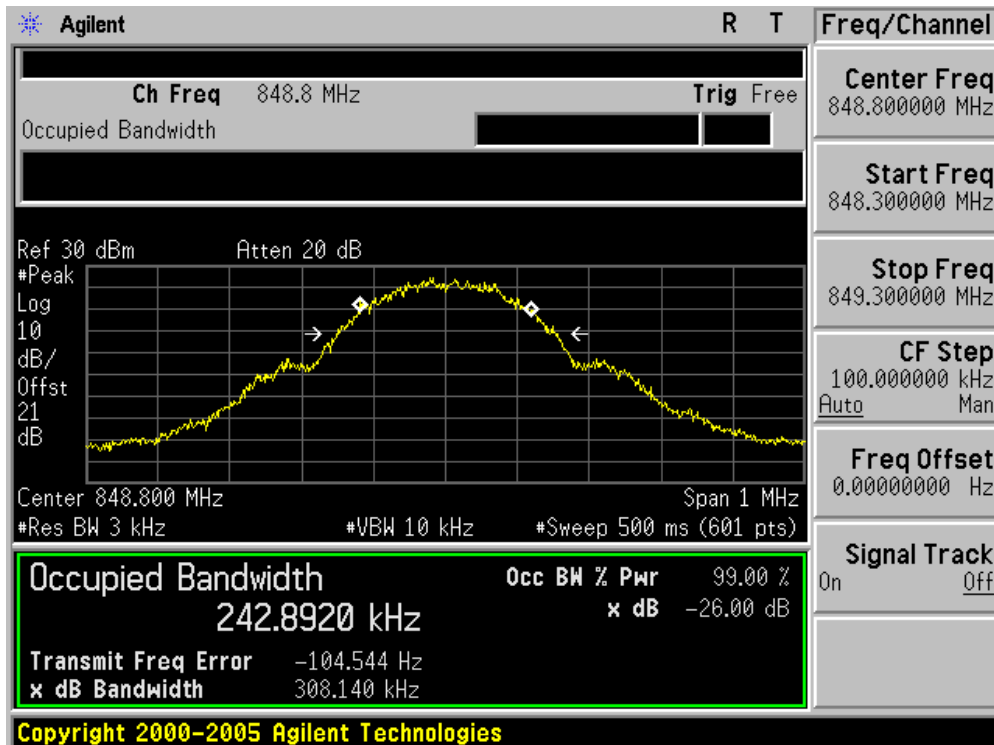 Agilent R T
Freq/Channel
Ch Freq 848.8 MHz Trig Free
Occupied Bandwidth
Center Freq
848.800000 MHz
Start Freq
848.300000 MHz
Stop Freq
849.300000 MHz
CF Step
100.000000 kHz
Auto Man
Freq Offset
0.00000000 Hz
Signal Track
On Off
Ref 30 dBm Atten 20 dB
#Peak
Log
10
dB/
Offst
21
dB
Center 848.800 MHz Span 1 MHz
#Res BW 3 kHz #VBW 10 kHz #Sweep 500 ms (601 pts)
Occupied Bandwidth
242.8920 kHz
Occ BW % Pwr 99.00 %
x dB -26.00 dB
Transmit Freq Error -104.544 Hz
x dB Bandwidth 308.140 kHz
Copyright 2000-2005 Agilent Technologies